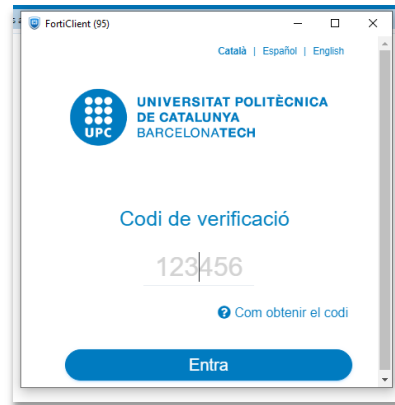 FortiClient (95)
Català | Español | English
UNIVERSITAT POLITÈCNICA
DE CATALUNYA
BARCELONATECH
UPC
Codi de verificació
123456
Com obtenir el codi
Entra